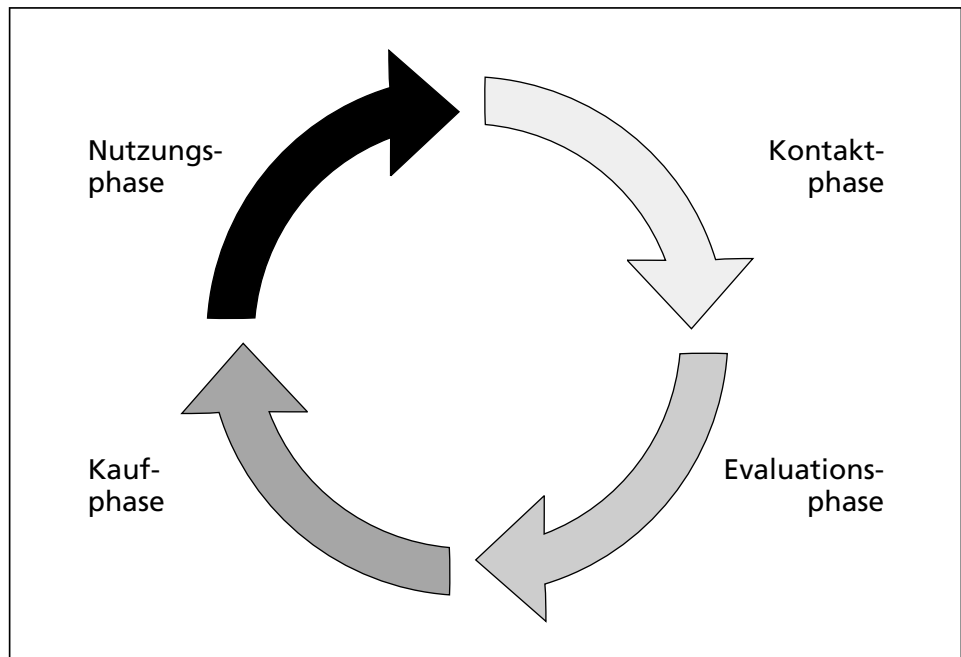 Nutzungs-
phase
Kontakt-
phase
Kauf-
phase
Evaluations-
phase